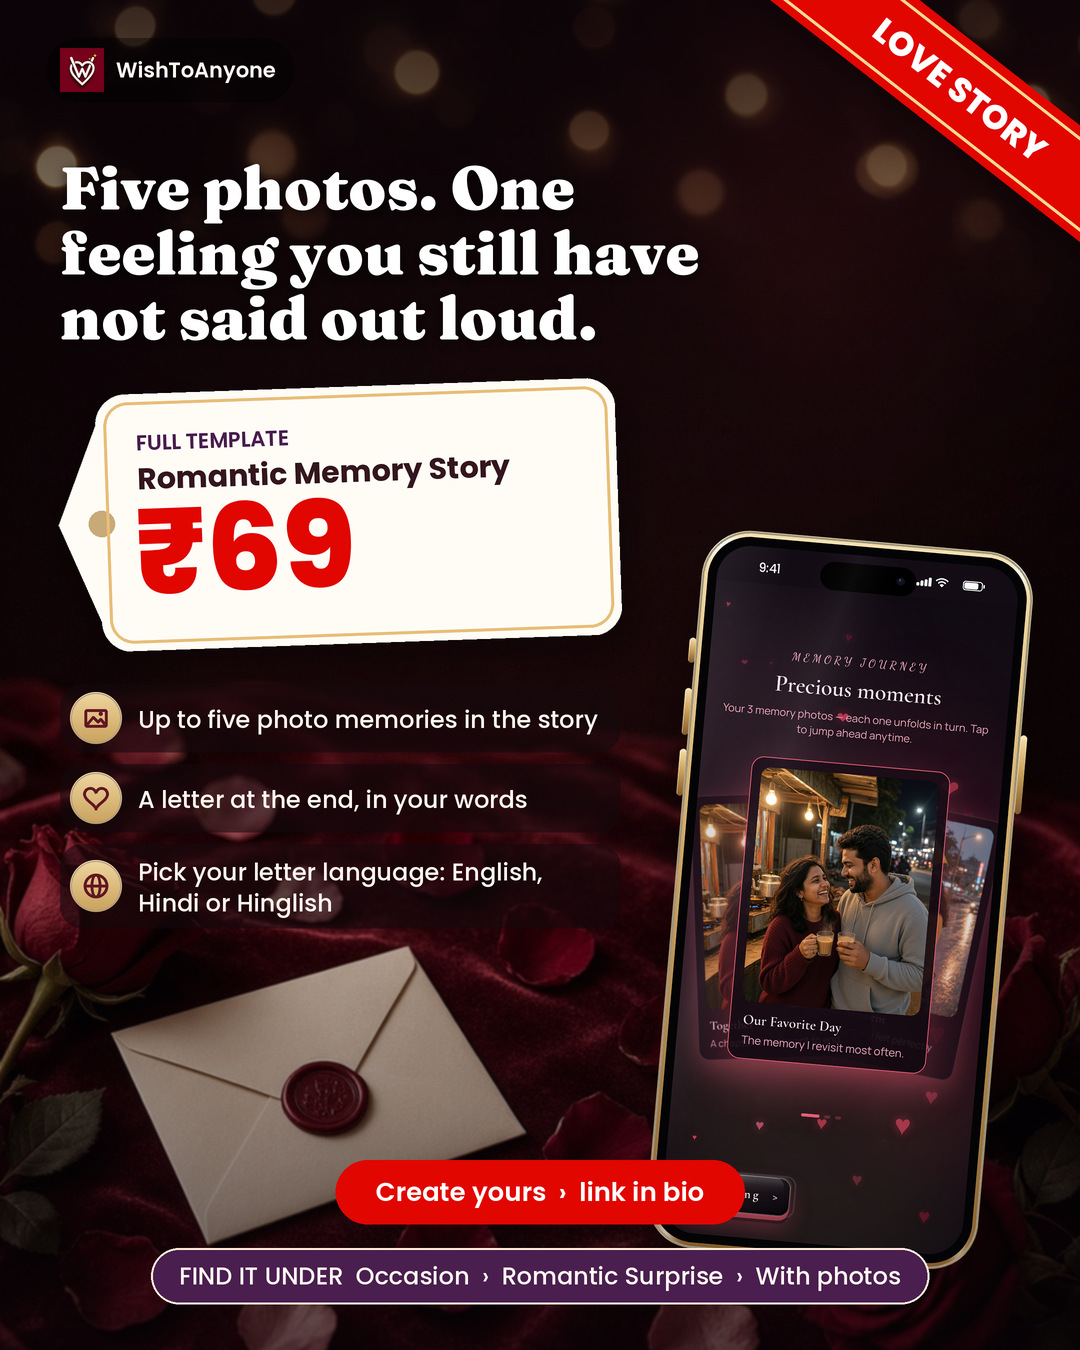 WishToAnyone
LOVE STORY
Five photos. One
feeling you still have
not said out loud.
FULL TEMPLATE
Romantic Memory Story
₹69
Up to five photo memories in the story
A letter at the end, in your words
Pick your letter language: English,
Hindi or Hinglish
9:41
MEMORY JOURNEY
Precious moments
Your 3 memory photos — each one unfolds in turn. Tap
to jump ahead anytime.
Our Favorite Day
The memory I revisit most often.
Create yours › link in bio
FIND IT UNDER Occasion › Romantic Surprise › With photos